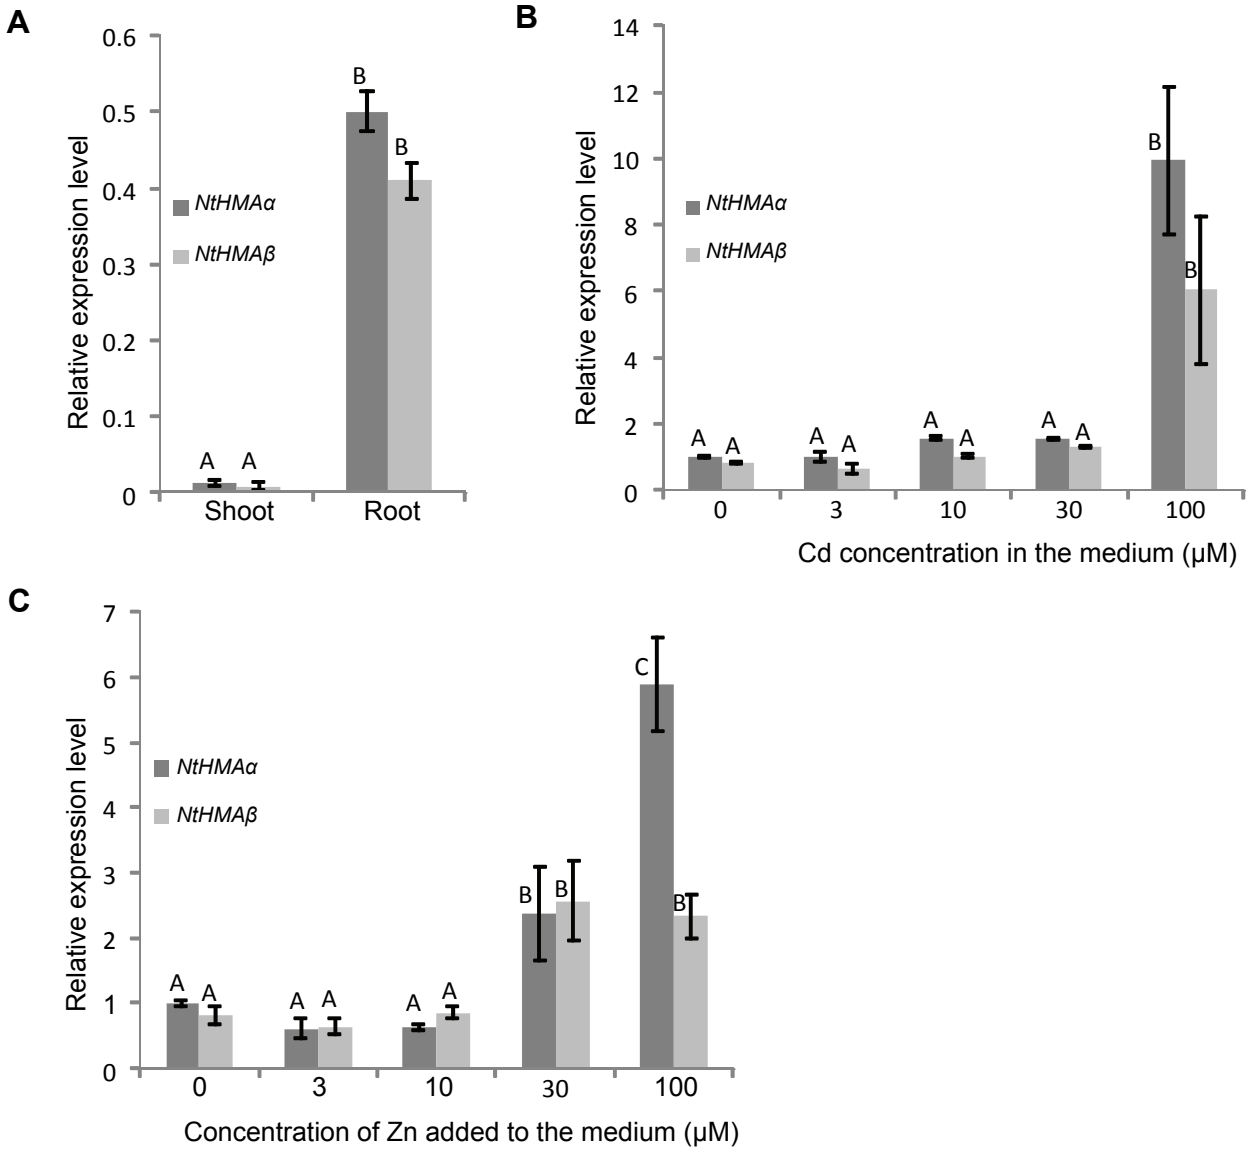 A
Relative expression level
0.6
0.5
0.4
0.3
0.2
0.1
0
NtHMAα
NtHMAβ
A
A
B
B
Shoot
Root
B
Relative expression level
14
12
10
8
6
4
2
0
NtHMAα
NtHMAβ
A
A
A
A
A
A
A
A
B
B
0
3
10
30
100
Cd concentration in the medium (µM)
C
Relative expression level
7
6
5
4
3
2
1
0
NtHMAα
NtHMAβ
A
A
A
A
A
A
B
B
C
B
0
3
10
30
100
Concentration of Zn added to the medium (µM)